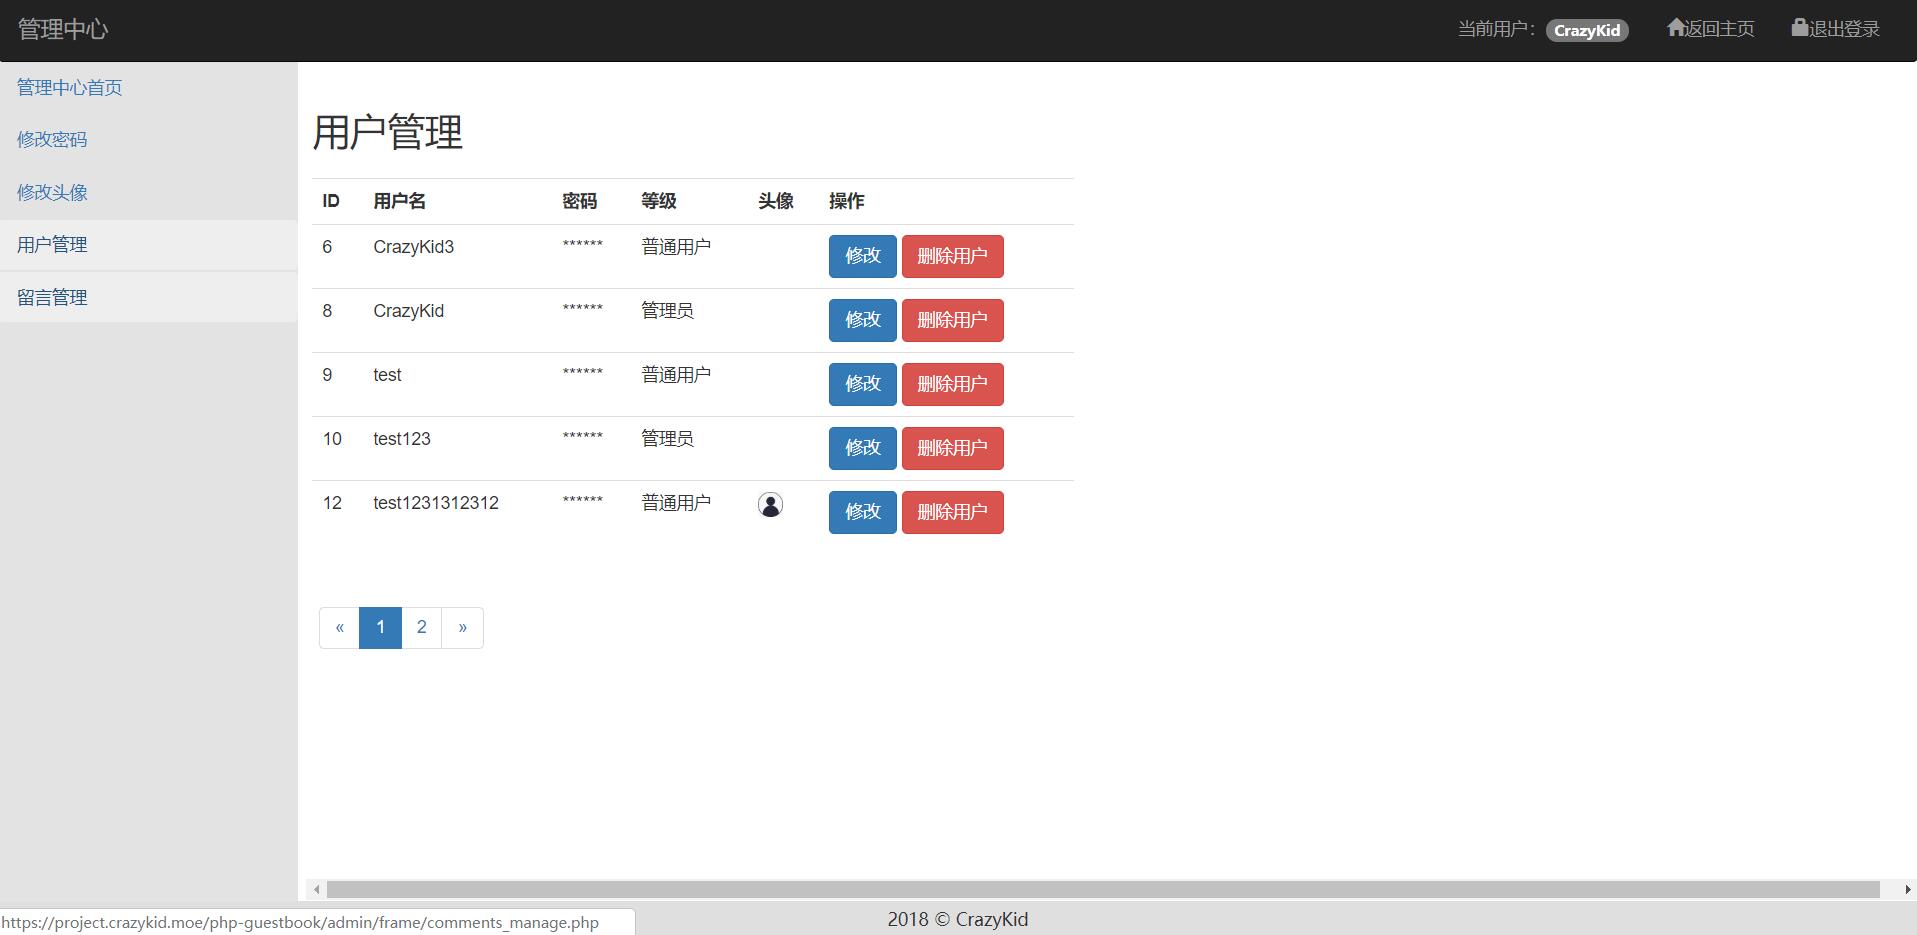 管理中心 当前用户： CrazyKid 返回主页 退出登录
管理中心首页
修改密码
修改头像
用户管理
留言管理
用户管理
ID 用户名 密码 等级 头像 操作
6 CrazyKid3 ****** 普通用户 修改 删除用户
8 CrazyKid ****** 管理员 修改 删除用户
9 test ****** 普通用户 修改 删除用户
10 test123 ****** 管理员 修改 删除用户
12 test1231312312 ****** 普通用户 修改 删除用户
« 1 2 »
2018 © CrazyKid
https://project.crazykid.moe/php-guestbook/admin/frame/comments_manage.php